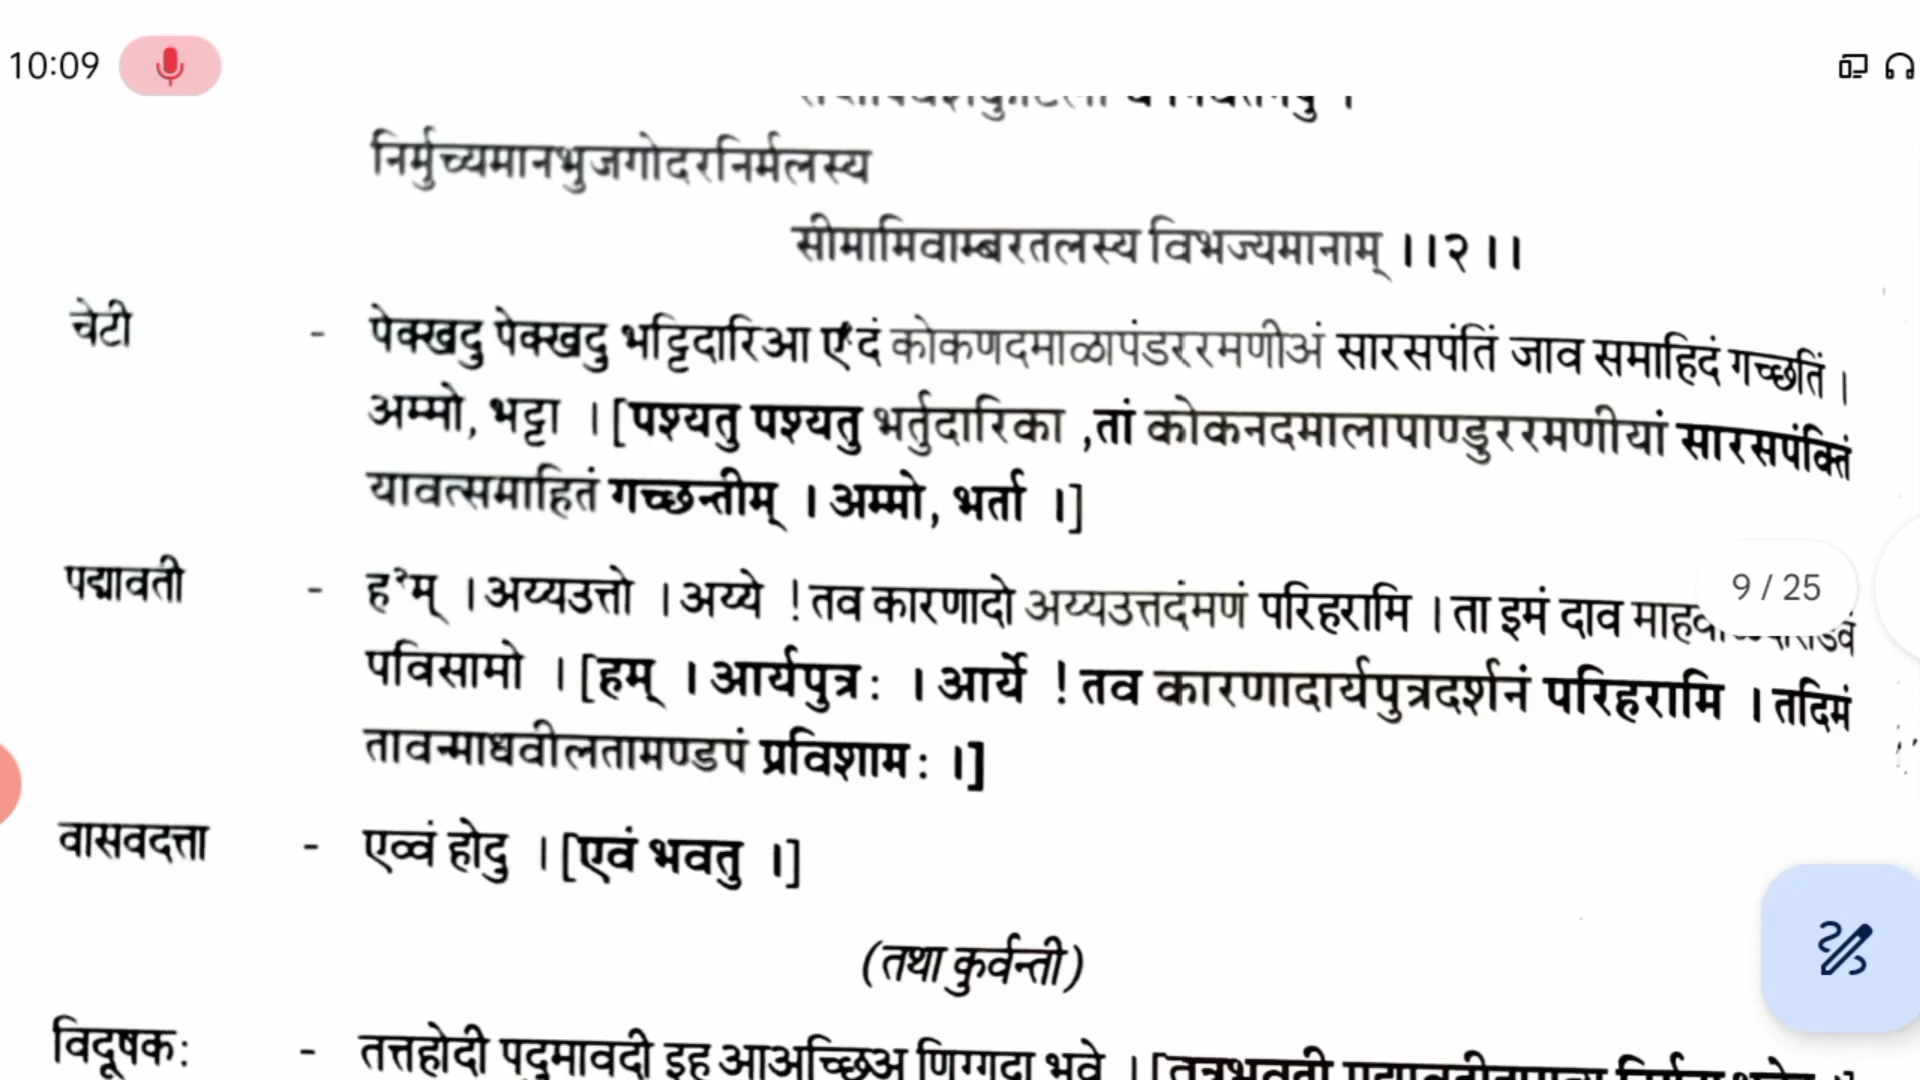 10:09
निर्मुच्यमानभुजगोदरनिर्मलस्य
सीमामिवाम्बरतलस्य विभज्यमानाम् ।।२।।
चेटी - पेक्खदु पेक्खदु भट्टिदारिआ एदं कोकणदमाळापंडररमणीअं सारसपंतिं जाव समाहिदं गच्छतिं ।
अम्मो, भट्टा । [पश्यतु पश्यतु भर्तृदारिका ,तां कोकनदमालापाण्डुररमणीयां सारसपंक्तिं
यावत्समाहितं गच्छन्तीम् । अम्मो, भर्ता ।]
पद्मावती - हम् । अय्यउत्तो । अय्ये ! तव कारणादो अय्यउत्तदंमणं परिहरामि । ता इमं दाव
9 / 25
पविसामो । [हम् । आर्यपुत्रः । आर्ये ! तव कारणादार्यपुत्रदर्शनं परिहरामि । तदिमं
तावन्माधवीलतामण्डपं प्रविशामः ।]
वासवदत्ता - एव्वं होदु । [एवं भवतु ।]
(तथा कुर्वन्ती)
विदूषकः - तत्तहोदी पदुमावदी इह आअच्छिअ णिग्गदा भवे । [तत्रभवती